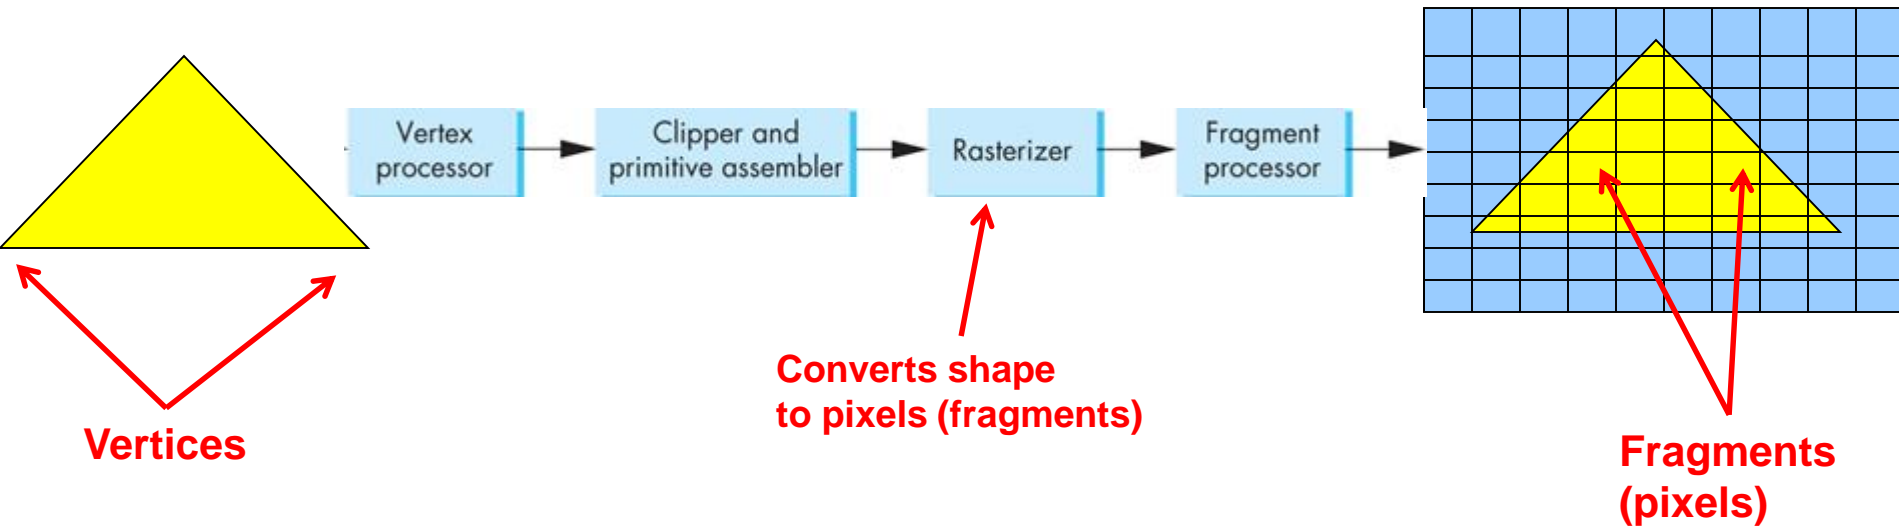 Vertex
processor
Clipper and
primitive assembler
Rasterizer
Fragment
processor
Converts shape
to pixels (fragments)
Vertices
Fragments
(pixels)